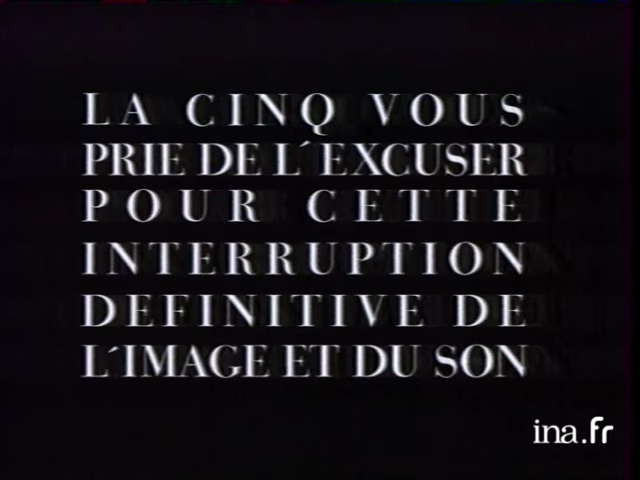 LA CINQ VOUS
PRIE DE L´EXCUSER
POUR CETTE
INTERRUPTION
DEFINITIVE DE
L´IMAGE ET DU SON
ina.fr